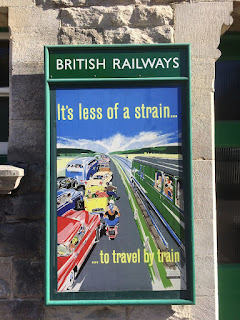 BRITISH RAILWAYS
It's less of a strain...
...to travel by train